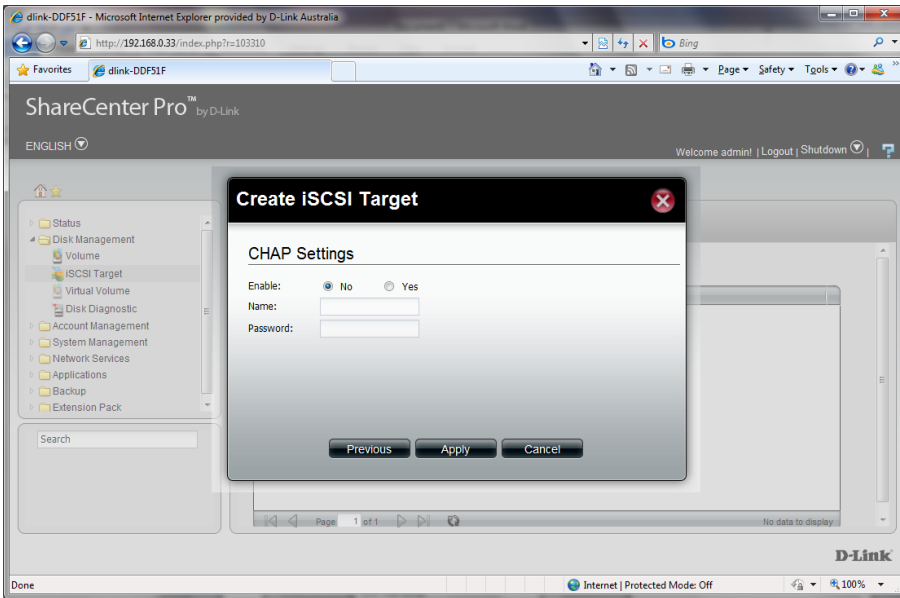 dlink-DDF51F - Microsoft Internet Explorer provided by D-Link Australia
http://192.168.0.33/index.php?r=103310
Bing
Favorites
dlink-DDF51F
Page
Safety
Tools
ShareCenter Pro™ by D-Link
ENGLISH
Welcome admin! | Logout | Shutdown |
Create iSCSI Target
Status
Disk Management
Volume
iSCSI Target
Virtual Volume
Disk Diagnostic
Account Management
System Management
Network Services
Applications
Backup
Extension Pack
Search
CHAP Settings
Enable: No Yes
Name:
Password:
Previous Apply Cancel
Page 1 of 1
No data to display
D-Link
Done
Internet | Protected Mode: Off
100%